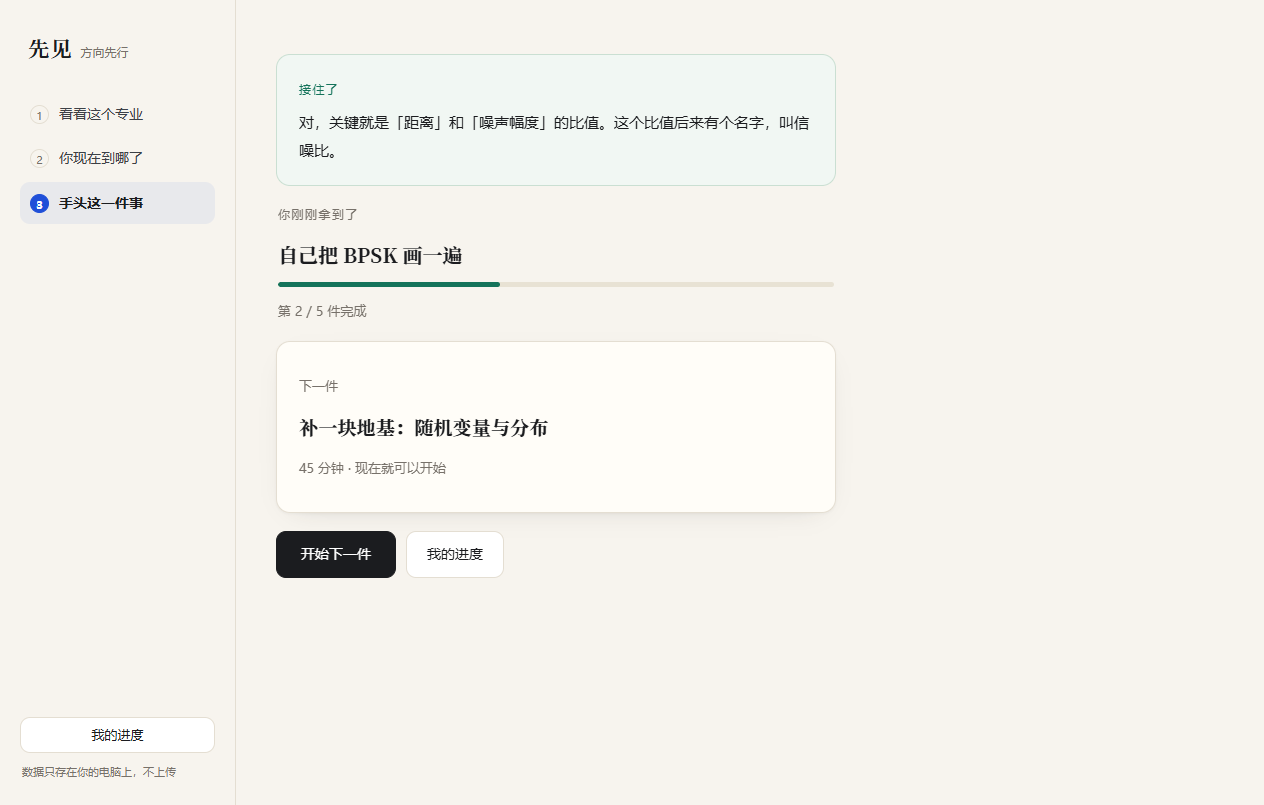 先见 方向先行
1 看看这个专业
2 你现在到哪了
3 手头这一件事
我的进度
数据只存在你的电脑上，不上传
接住了
对，关键就是「距离」和「噪声幅度」的比值。这个比值后来有个名字，叫信
噪比。
你刚刚拿到了
自己把 BPSK 画一遍
第 2 / 5 件完成
下一件
补一块地基：随机变量与分布
45 分钟 · 现在就可以开始
开始下一件 我的进度